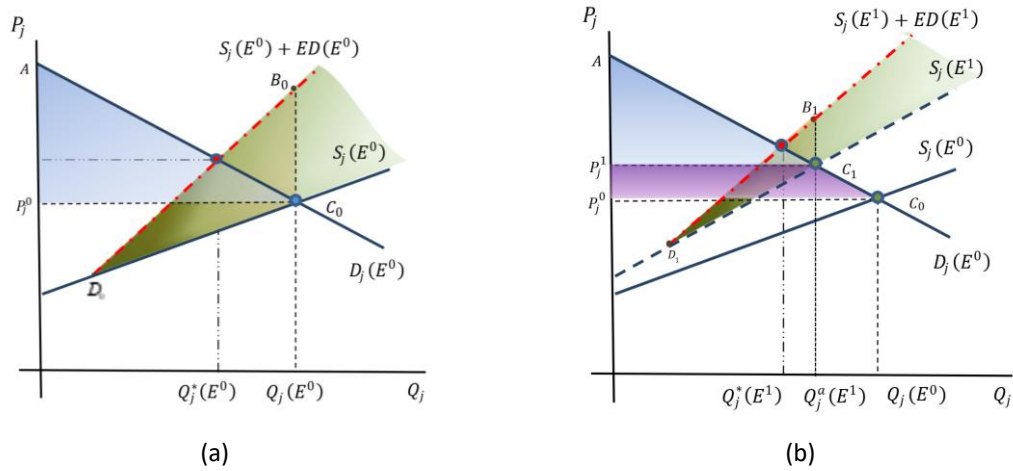 P_j
S_j(E^0) + ED(E^0)
A
B_0
S_j(E^0)
P_j^0
C_0
D_j(E^0)
Q_j^*(E^0)
Q_j(E^0)
Q_j
(a)
P_j
S_j(E^1) + ED(E^1)
A
S_j(E^1)
B_1
S_j(E^0)
P_j^1
C_1
P_j^0
C_0
D_1
D_j(E^0)
Q_j^*(E^1)
Q_j^a(E^1)
Q_j(E^0)
Q_j
(b)